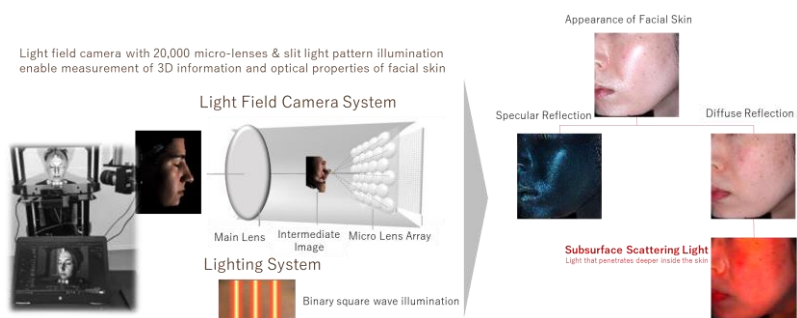 Light field camera with 20,000 micro-lenses & slit light pattern illumination
enable measurement of 3D information and optical properties of facial skin
Light Field Camera System
Main Lens
Intermediate
Image
Micro Lens Array
Lighting System
Binary square wave illumination
Appearance of Facial Skin
Specular Reflection
Diffuse Reflection
Subsurface Scattering Light
Light that penetrates deeper inside the skin